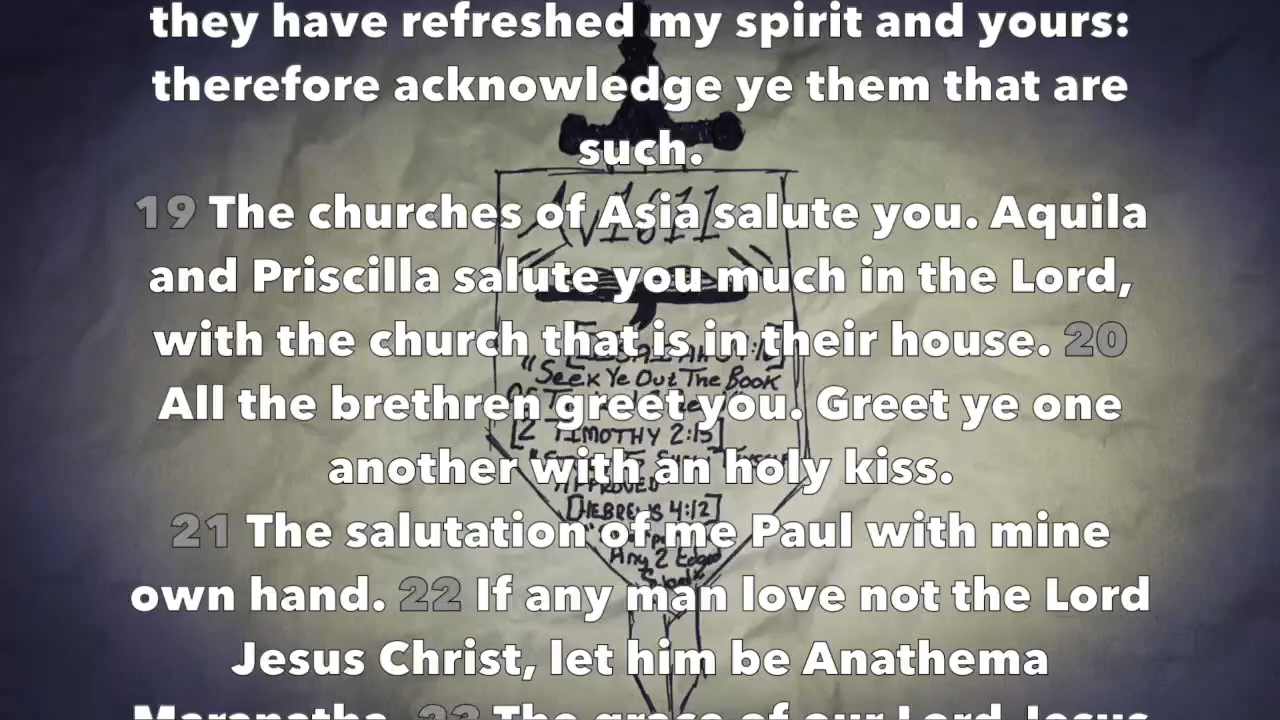 they have refreshed my spirit and yours:
therefore acknowledge ye them that are
such.
19 The churches of Asia salute you. Aquila
and Priscilla salute you much in the Lord,
with the church that is in their house. 20
All the brethren greet you. Greet ye one
another with an holy kiss.
21 The salutation of me Paul with mine
own hand. 22 If any man love not the Lord
Jesus Christ, let him be Anathema
Maranatha. 23 The grace of our Lord Jesus
AV1611
"Seek Ye Out The Book
[2 TIMOTHY 2:15]
APPROVED
[HEBREWS 4:12]
Any 2 Edged